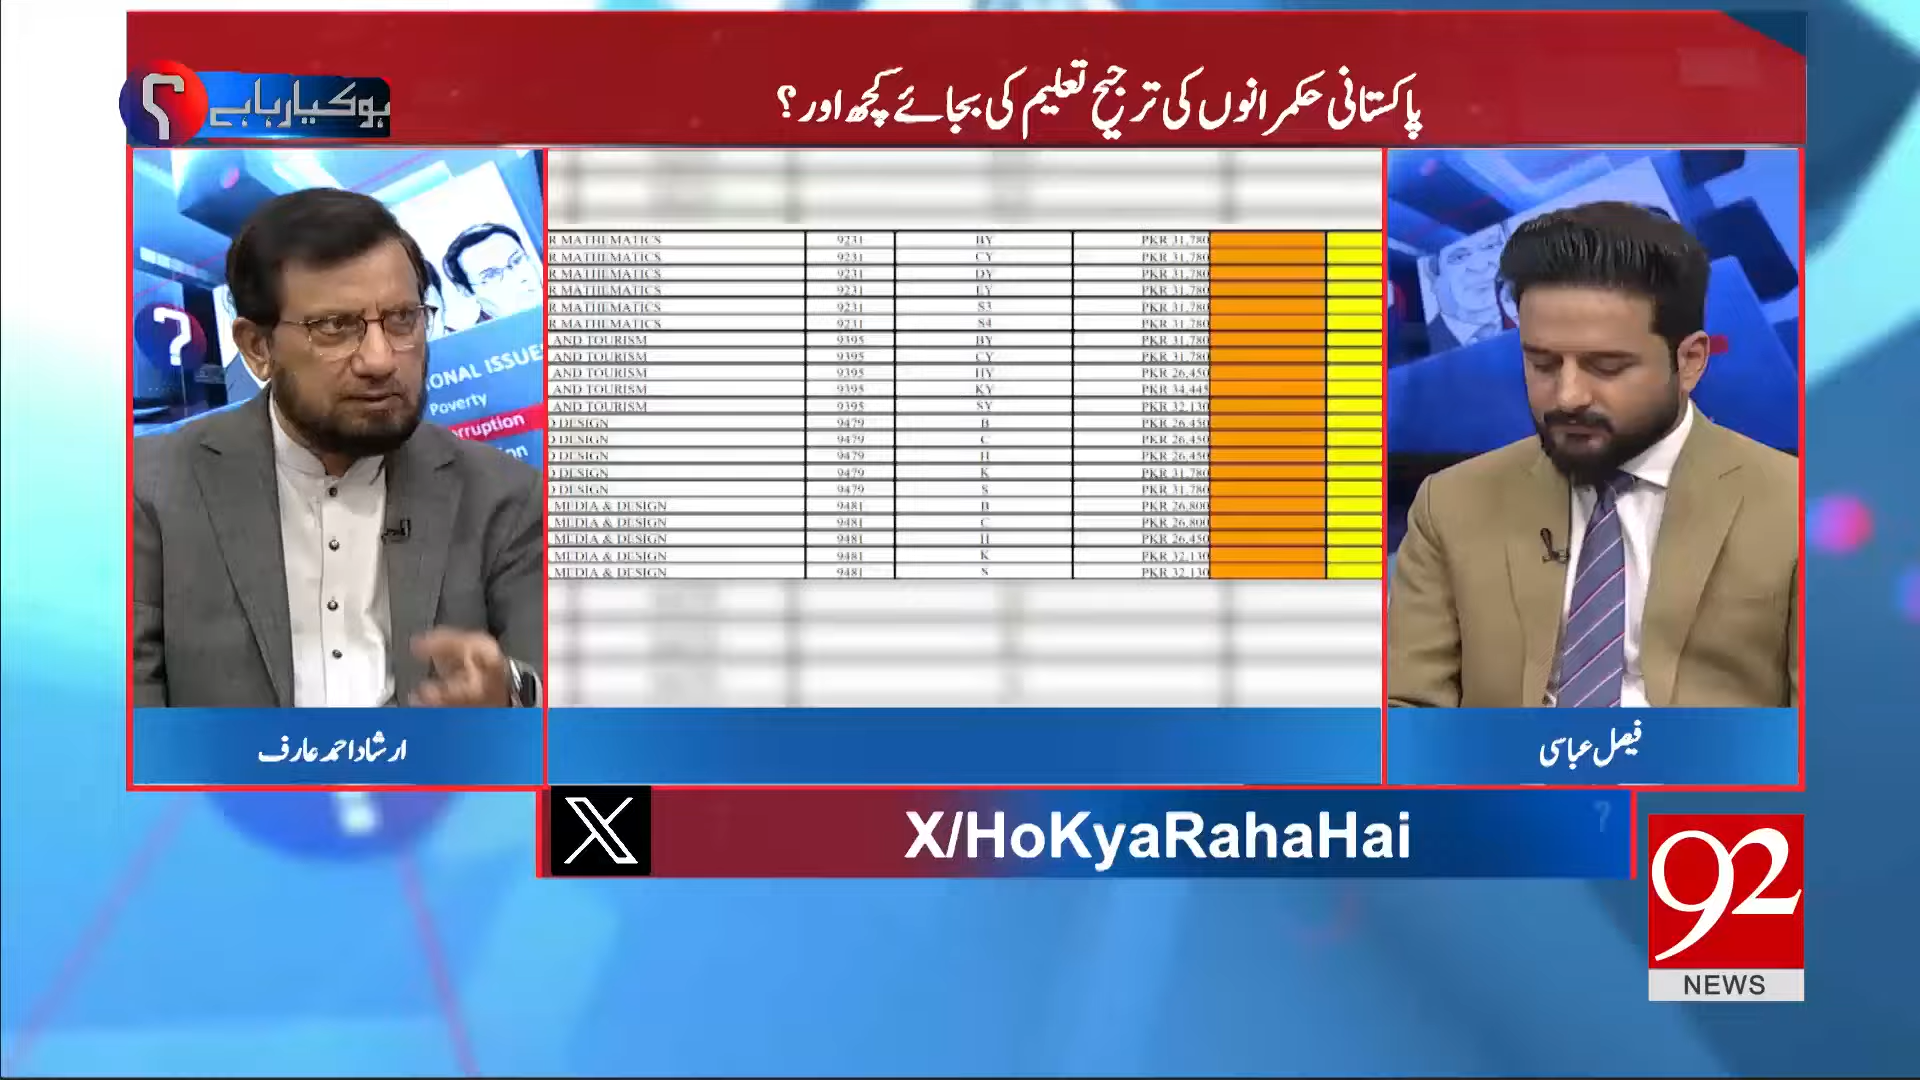 پاکستانی حکمرانوں کی ترجیح تعلیم کی بجائے کچھ اور؟
ہو کیا رہا ہے
؟
R MATHEMATICS 9231 BY PKR 31,780
R MATHEMATICS 9231 CY PKR 31,780
R MATHEMATICS 9231 DY PKR 31,780
R MATHEMATICS 9231 EY PKR 31,780
R MATHEMATICS 9231 S3 PKR 31,780
R MATHEMATICS 9231 S4 PKR 31,780
AND TOURISM 9395 BY PKR 31,780
AND TOURISM 9395 CY PKR 31,780
AND TOURISM 9395 HY PKR 26,450
AND TOURISM 9395 KY PKR 34,445
AND TOURISM 9395 SY PKR 32,130
DESIGN 9479 B PKR 26,450
DESIGN 9479 C PKR 26,450
DESIGN 9479 H PKR 26,450
DESIGN 9479 K PKR 31,780
DESIGN 9479 S PKR 31,780
MEDIA & DESIGN 9481 B PKR 26,800
MEDIA & DESIGN 9481 C PKR 26,800
MEDIA & DESIGN 9481 H PKR 26,450
MEDIA & DESIGN 9481 K PKR 32,130
MEDIA & DESIGN 9481 S PKR 32,130
?
IONAL ISSUE
Poverty
rruption
ارشاد احمد عارف
فیصل عباسی
X/HoKyaRahaHai
92
NEWS